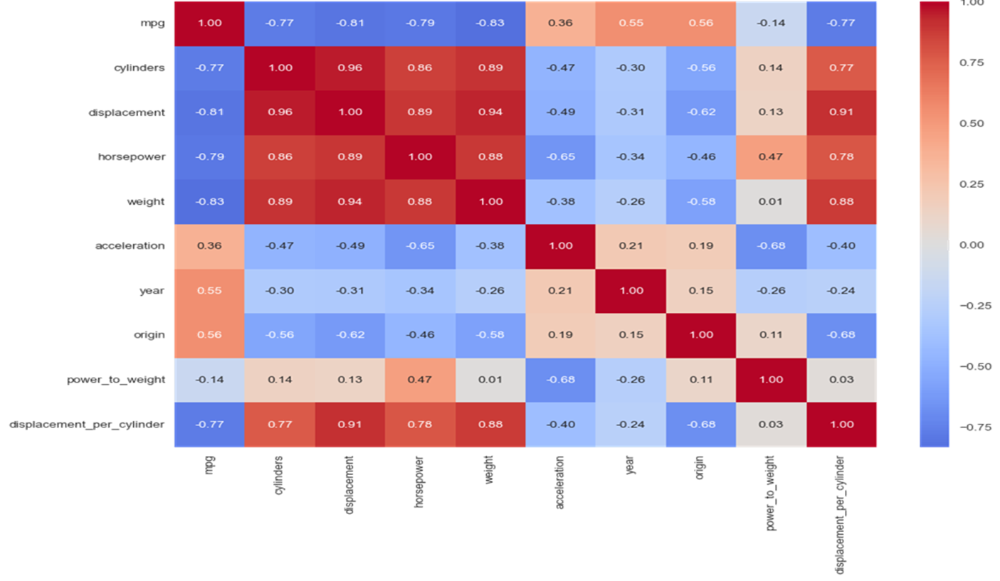 mpg 1.00 -0.77 -0.81 -0.79 -0.83 0.36 0.55 0.56 -0.14 -0.77
cylinders -0.77 1.00 0.96 0.86 0.89 -0.47 -0.30 -0.56 0.14 0.77
displacement -0.81 0.96 1.00 0.89 0.94 -0.49 -0.31 -0.62 0.13 0.91
horsepower -0.79 0.86 0.89 1.00 0.88 -0.65 -0.34 -0.46 0.47 0.78
weight -0.83 0.89 0.94 0.88 1.00 -0.38 -0.26 -0.58 0.01 0.88
acceleration 0.36 -0.47 -0.49 -0.65 -0.38 1.00 0.21 0.19 -0.68 -0.40
year 0.55 -0.30 -0.31 -0.34 -0.26 0.21 1.00 0.15 -0.26 -0.24
origin 0.56 -0.56 -0.62 -0.46 -0.58 0.19 0.15 1.00 0.11 -0.68
power_to_weight -0.14 0.14 0.13 0.47 0.01 -0.68 -0.26 0.11 1.00 0.03
displacement_per_cylinder -0.77 0.77 0.91 0.78 0.88 -0.40 -0.24 -0.68 0.03 1.00
mpg
cylinders
displacement
horsepower
weight
acceleration
year
origin
power_to_weight
displacement_per_cylinder
1.00
0.75
0.50
0.25
0.00
−0.25
−0.50
−0.75